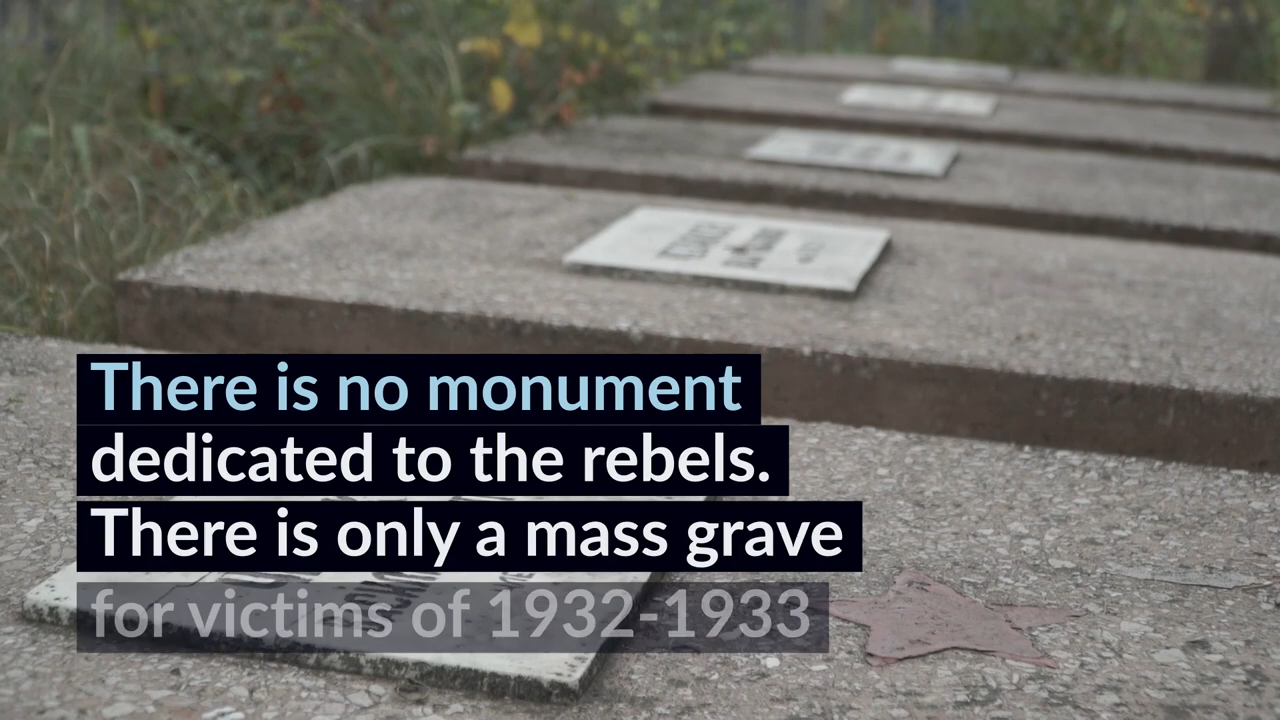 There is no monument
dedicated to the rebels.
There is only a mass grave
for victims of 1932-1933